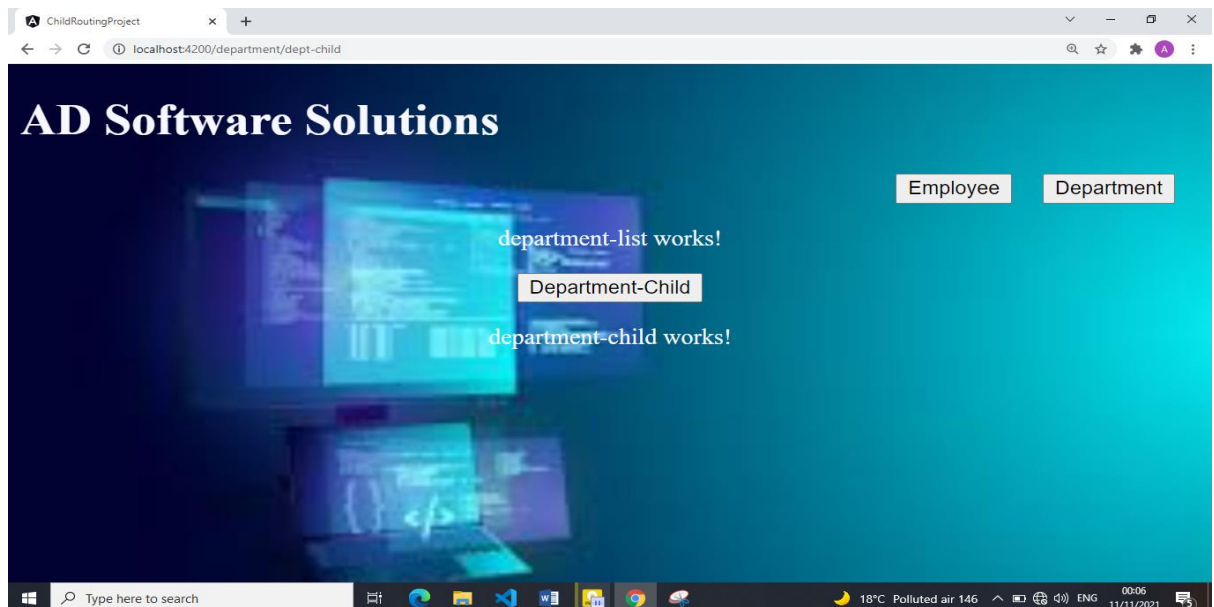 ChildRoutingProject
localhost:4200/department/dept-child
A
AD Software Solutions
Employee Department
department-list works!
Department-Child
department-child works!
Type here to search
18°C Polluted air 146 ENG
00:06
11/11/2021
5